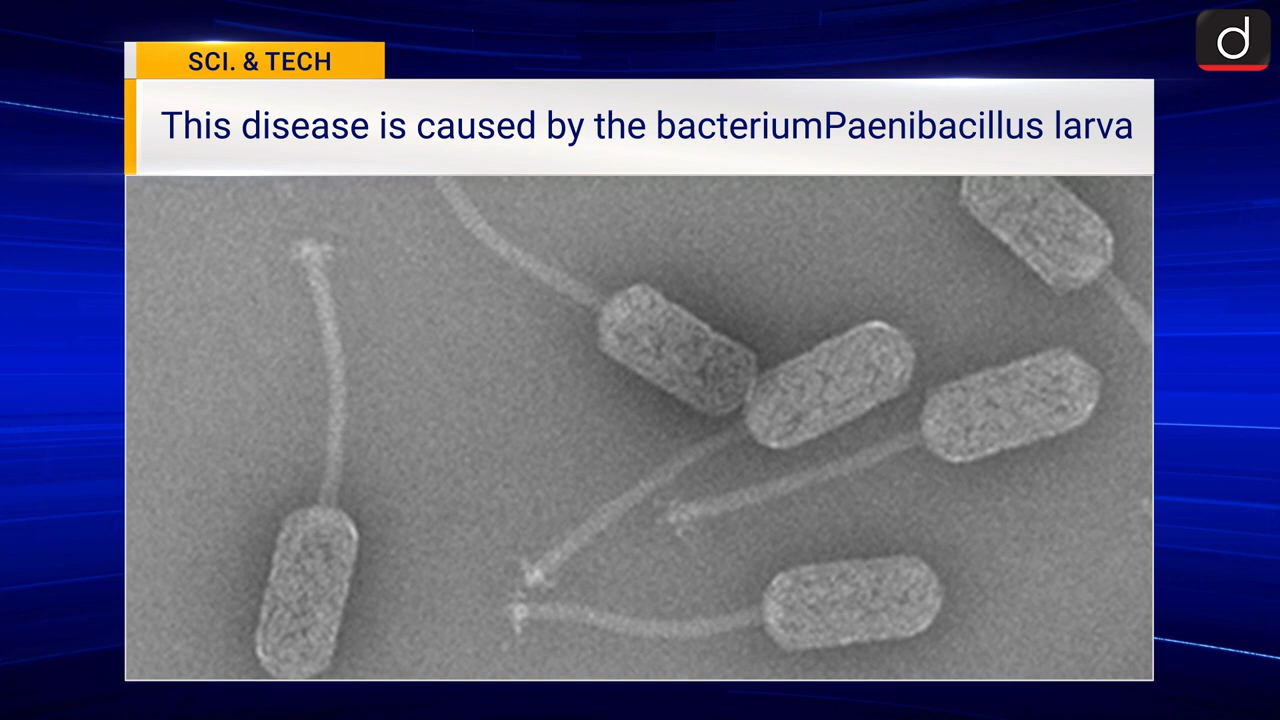 SCI. & TECH
d
This disease is caused by the bacteriumPaenibacillus larva